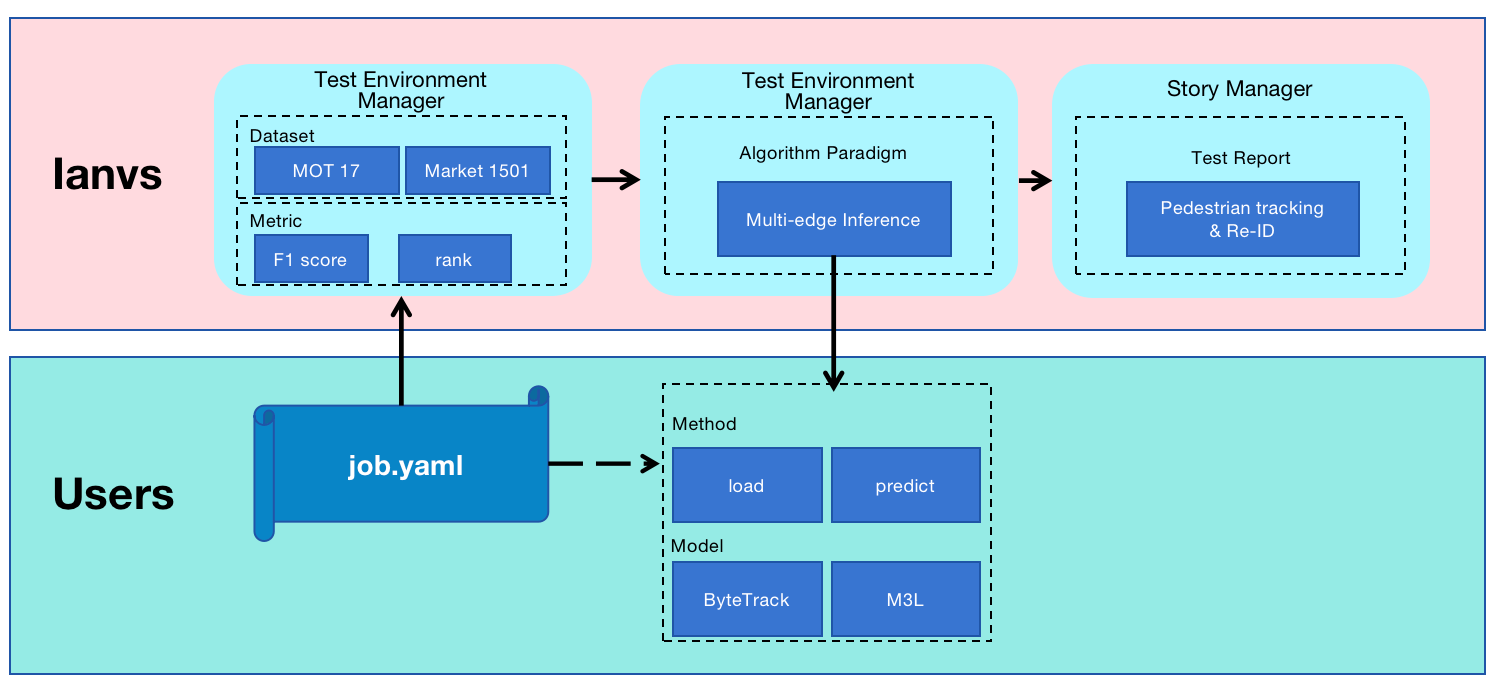 Ianvs
Test Environment
Manager
Dataset
MOT 17
Market 1501
Metric
F1 score
rank
Test Environment
Manager
Algorithm Paradigm
Multi-edge Inference
Story Manager
Test Report
Pedestrian tracking
& Re-ID
Users
job.yaml
Method
load
predict
Model
ByteTrack
M3L